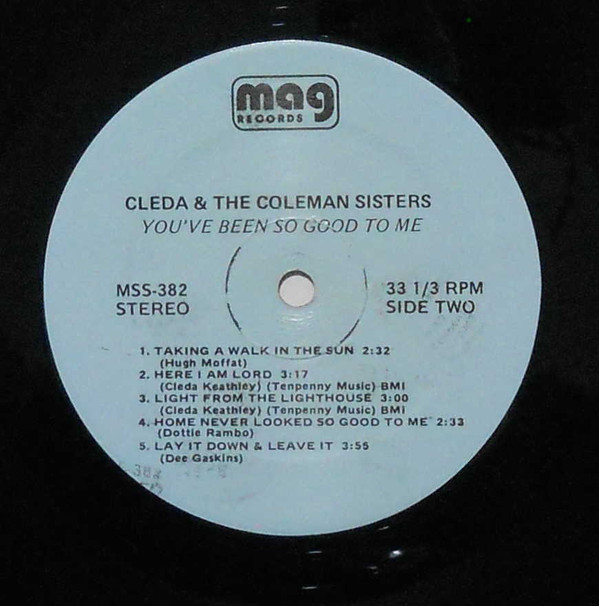 mag
RECORDS
CLEDA & THE COLEMAN SISTERS
YOU'VE BEEN SO GOOD TO ME
MSS-382
STEREO
33 1/3 RPM
SIDE TWO
1. TAKING A WALK IN THE SUN 2:32
(Hugh Moffat)
2. HERE I AM LORD 3:17
(Cleda Keathley) (Tenpenny Music) BMI
3. LIGHT FROM THE LIGHTHOUSE 3:00
(Cleda Keathley) (Tenpenny Music) BMI
4. HOME NEVER LOOKED SO GOOD TO ME 2:33
(Dottie Rambo)
5. LAY IT DOWN & LEAVE IT 3:55
(Dee Gaskins)
382